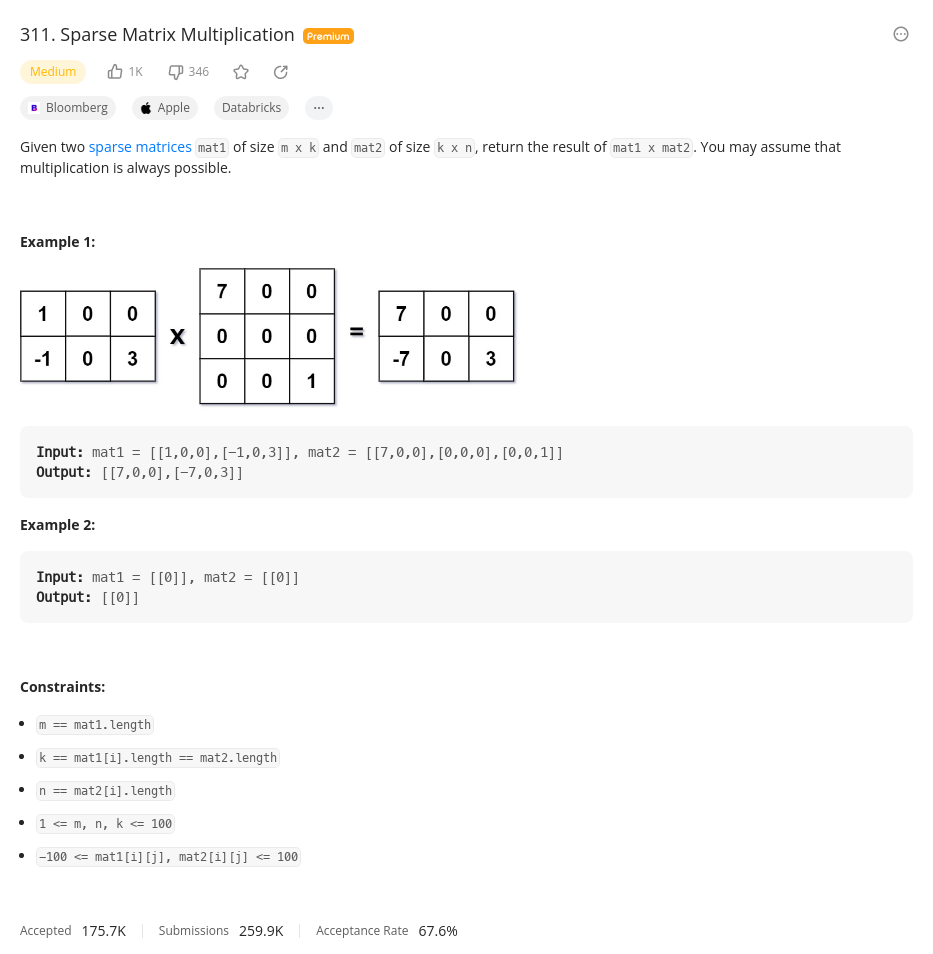 311. Sparse Matrix Multiplication Premium
Medium 1K 346
B Bloomberg Apple Databricks ...
Given two sparse matrices mat1 of size m x k and mat2 of size k x n, return the result of mat1 x mat2. You may assume that
multiplication is always possible.
Example 1:
7 0 0
1 0 0 0 0 0 7 0 0
x =
-1 0 3 0 0 1 -7 0 3
Input: mat1 = [[1,0,0],[−1,0,3]], mat2 = [[7,0,0],[0,0,0],[0,0,1]]
Output: [[7,0,0],[−7,0,3]]
Example 2:
Input: mat1 = [[0]], mat2 = [[0]]
Output: [[0]]
Constraints:
• m == mat1.length
• k == mat1[i].length == mat2.length
• n == mat2[i].length
• 1 <= m, n, k <= 100
• −100 <= mat1[i][j], mat2[i][j] <= 100
Accepted 175.7K Submissions 259.9K Acceptance Rate 67.6%